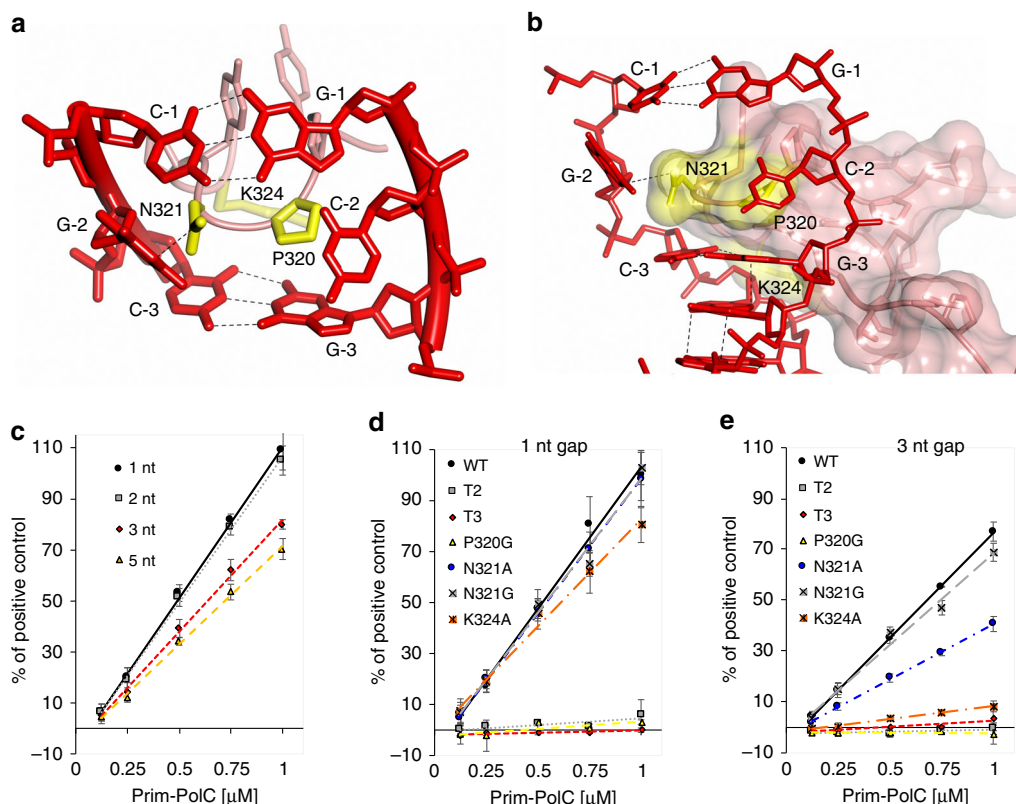 a
C-1
G-1
K324
N321
C-2
G-2
P320
C-3
G-3
b
C-1
G-1
G-2
N321
C-2
P320
C-3
G-3
K324
c
110
90
70
50
30
10
–10
1 nt
2 nt
3 nt
5 nt
0 0.25 0.5 0.75 1
Prim-PolC [µM]
% of positive control
d
1 nt gap
110
90
70
50
30
10
–10
WT
T2
T3
P320G
N321A
N321G
K324A
0 0.25 0.5 0.75 1
Prim-PolC [µM]
% of positive control
e
3 nt gap
110
90
70
50
30
10
–10
WT
T2
T3
P320G
N321A
N321G
K324A
0 0.25 0.5 0.75 1
Prim-PolC [µM]
% of positive control